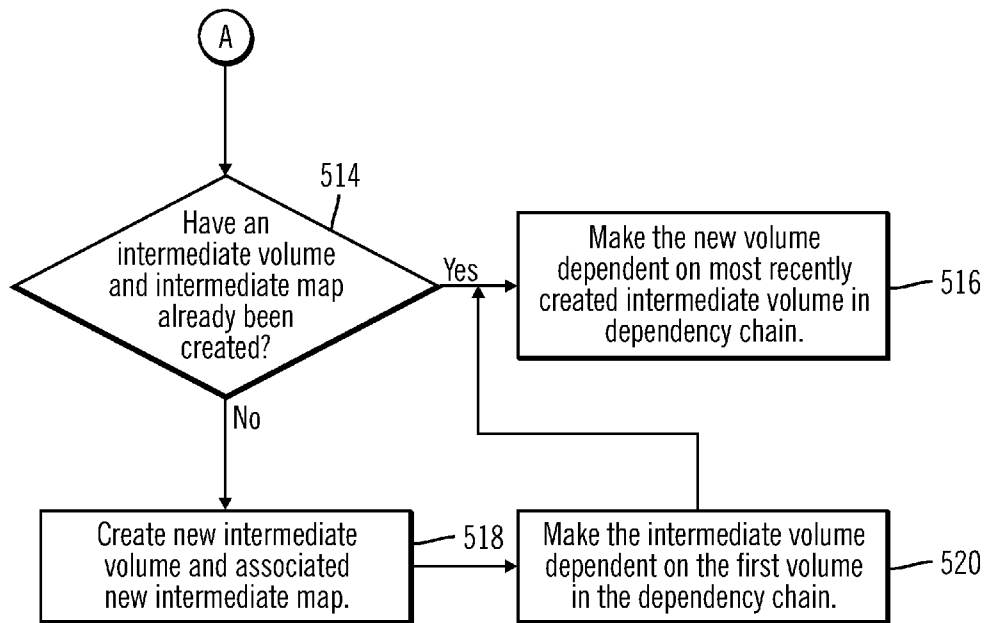 A
514
Have an
intermediate volume
and intermediate map
already been
created?
Yes
Make the new volume
dependent on most recently
created intermediate volume in
dependency chain.
516
No
Create new intermediate
volume and associated
new intermediate map.
518
Make the intermediate volume
dependent on the first volume
in the dependency chain.
520